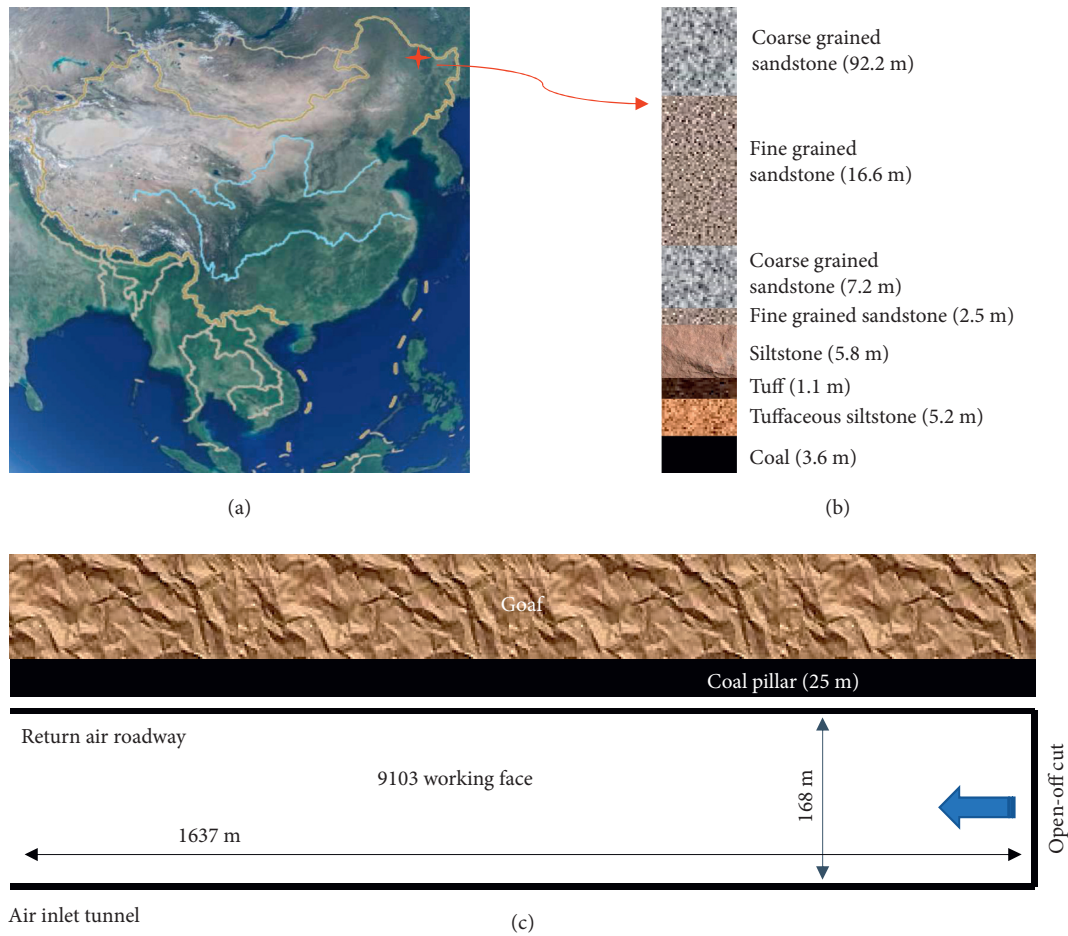 Coarse grained
sandstone (92.2 m)
Fine grained
sandstone (16.6 m)
Coarse grained
sandstone (7.2 m)
Fine grained sandstone (2.5 m)
Siltstone (5.8 m)
Tuff (1.1 m)
Tuffaceous siltstone (5.2 m)
Coal (3.6 m)
(a)
(b)
Goaf
Coal pillar (25 m)
Return air roadway
9103 working face
168 m
1637 m
Open-off cut
Air inlet tunnel
(c)